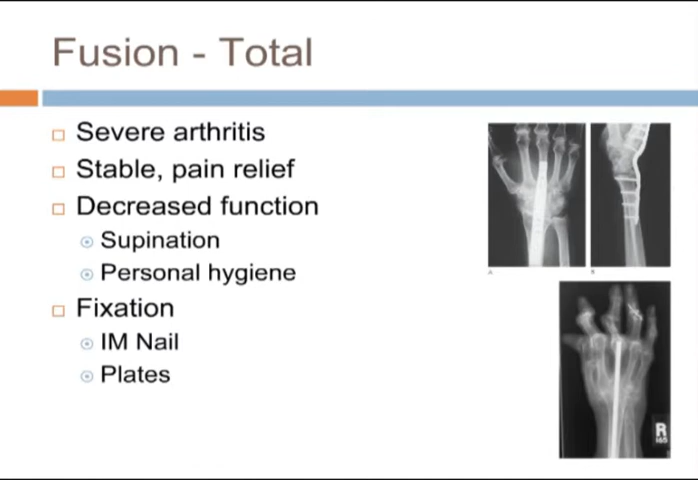 Fusion - Total
Severe arthritis
Stable, pain relief
Decreased function
Supination
Personal hygiene
Fixation
IM Nail
Plates
A
B
R